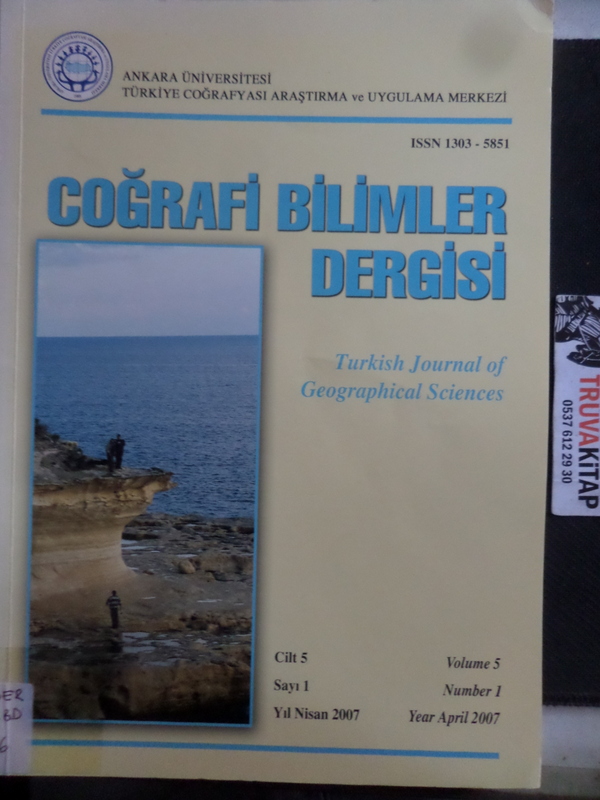 ANKARA ÜNİVERSİTESİ
TÜRKİYE COĞRAFYASI ARAŞTIRMA ve UYGULAMA MERKEZİ
ISSN 1303 - 5851
COĞRAFİ BİLİMLER
DERGİSİ
Turkish Journal of
Geographical Sciences
Cilt 5
Sayı 1
Yıl Nisan 2007
Volume 5
Number 1
Year April 2007
TRUVAKİTAP
0537 612 29 30